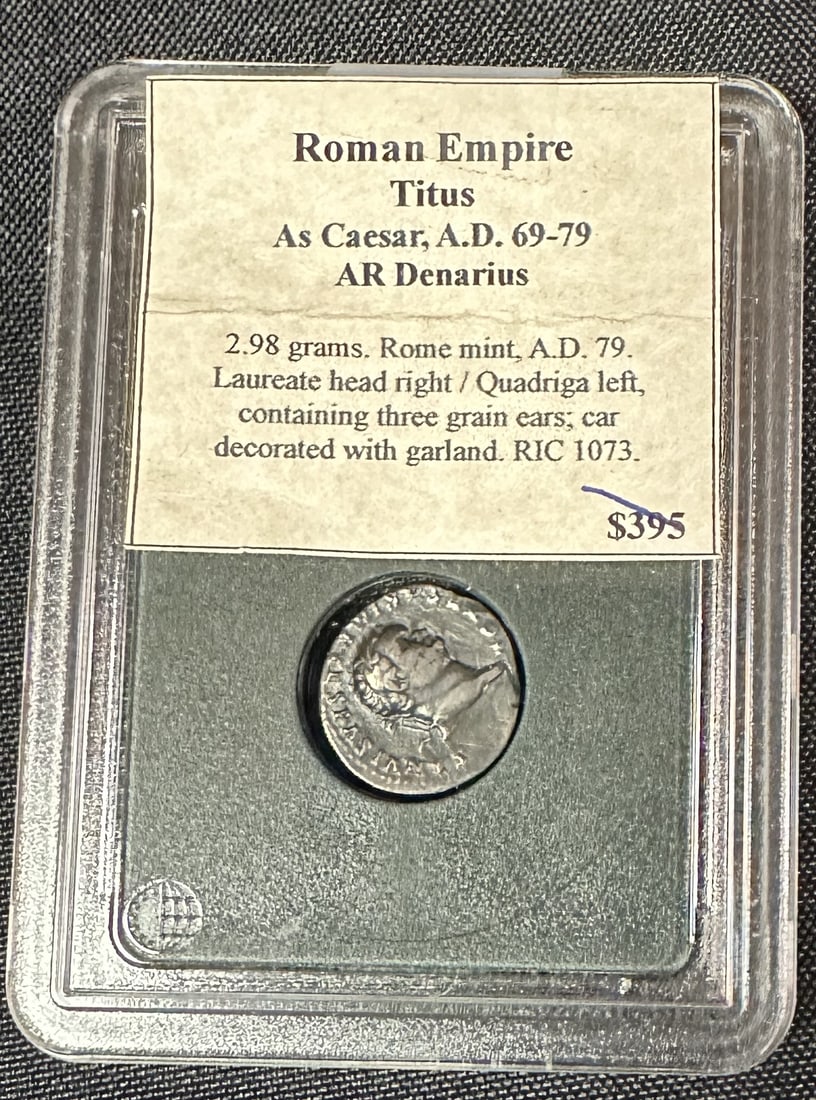 Roman Empire
Titus
As Caesar, A.D. 69-79
AR Denarius
2.98 grams. Rome mint, A.D. 79.
Laureate head right / Quadriga left,
containing three grain ears; car
decorated with garland. RIC 1073.
$395